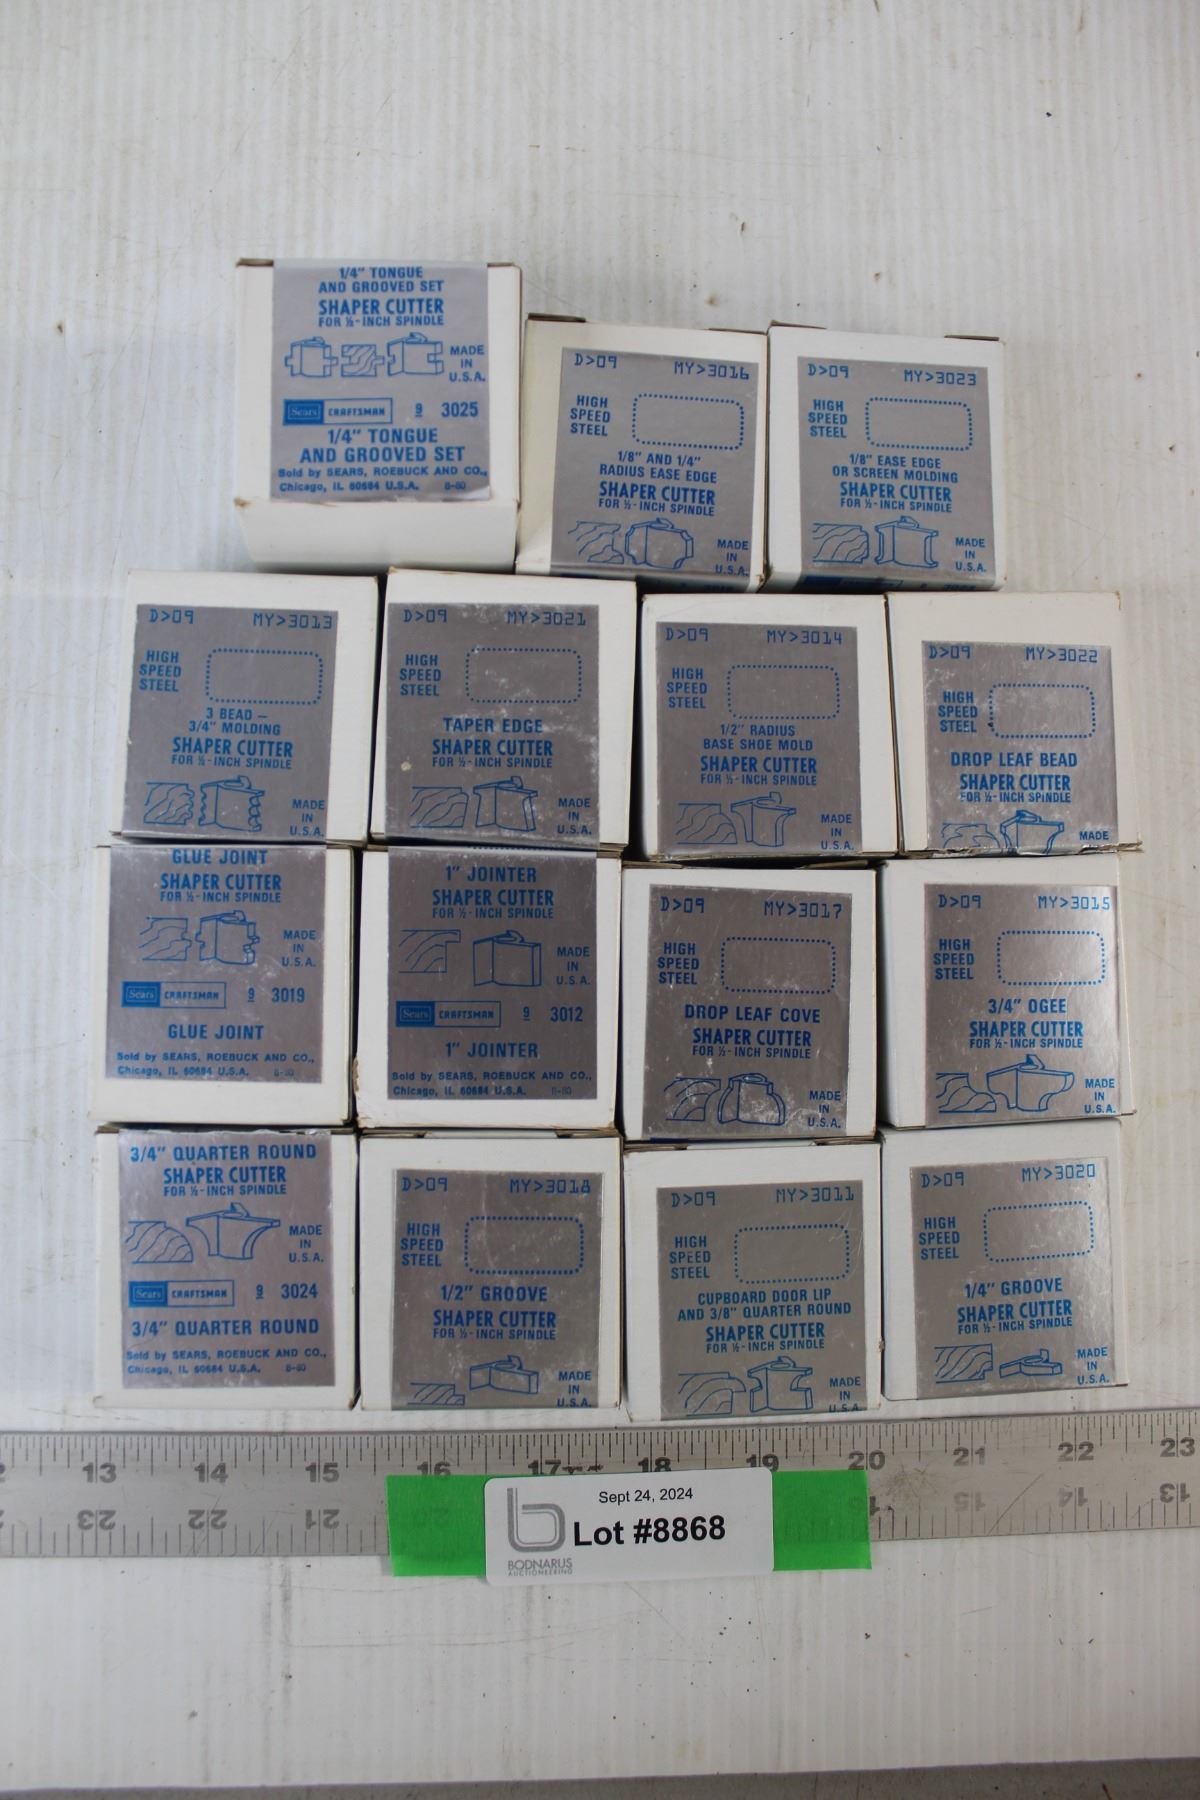 1/4" TONGUE
AND GROOVED SET
SHAPER CUTTER
FOR ½-INCH SPINDLE
MADE
IN
U.S.A.
Sears CRAFTSMAN 9 3025
1/4" TONGUE
AND GROOVED SET
Sold by SEARS, ROEBUCK AND CO.,
Chicago, IL 60684 U.S.A. 8-80
D>09 MY>3016
HIGH
SPEED
STEEL
1/8" AND 1/4"
RADIUS EASE EDGE
SHAPER CUTTER
FOR ½-INCH SPINDLE
MADE
IN
U.S.A.
D>09 MY>3023
HIGH
SPEED
STEEL
1/8" EASE EDGE
OR SCREEN MOLDING
SHAPER CUTTER
FOR ½-INCH SPINDLE
MADE
IN
U.S.A.
D>09 MY>3013
HIGH
SPEED
STEEL
3 BEAD –
3/4" MOLDING
SHAPER CUTTER
FOR ½-INCH SPINDLE
MADE
IN
U.S.A.
D>09 MY>3021
HIGH
SPEED
STEEL
TAPER EDGE
SHAPER CUTTER
FOR ½-INCH SPINDLE
MADE
IN
U.S.A.
D>09 MY>3014
HIGH
SPEED
STEEL
1/2" RADIUS
BASE SHOE MOLD
SHAPER CUTTER
FOR ½-INCH SPINDLE
MADE
IN
U.S.A.
D>09 MY>3022
HIGH
SPEED
STEEL
DROP LEAF BEAD
SHAPER CUTTER
FOR ½-INCH SPINDLE
MADE
GLUE JOINT
SHAPER CUTTER
FOR ½-INCH SPINDLE
MADE
IN
U.S.A.
Sears CRAFTSMAN 9 3019
GLUE JOINT
Sold by SEARS, ROEBUCK AND CO.,
Chicago, IL 60684 U.S.A. 8-80
1" JOINTER
SHAPER CUTTER
FOR ½-INCH SPINDLE
MADE
IN
U.S.A.
Sears CRAFTSMAN 9 3012
1" JOINTER
Sold by SEARS, ROEBUCK AND CO.,
Chicago, IL 60684 U.S.A. 8-80
D>09 MY>3017
HIGH
SPEED
STEEL
DROP LEAF COVE
SHAPER CUTTER
FOR ½-INCH SPINDLE
MADE
IN
U.S.A.
D>09 MY>3015
HIGH
SPEED
STEEL
3/4" OGEE
SHAPER CUTTER
FOR ½-INCH SPINDLE
MADE
IN
U.S.A.
3/4" QUARTER ROUND
SHAPER CUTTER
FOR ½-INCH SPINDLE
MADE
IN
U.S.A.
Sears CRAFTSMAN 9 3024
3/4" QUARTER ROUND
Sold by SEARS, ROEBUCK AND CO.,
Chicago, IL 60684 U.S.A. 8-80
D>09 MY>3018
HIGH
SPEED
STEEL
1/2" GROOVE
SHAPER CUTTER
FOR ½-INCH SPINDLE
MADE
IN
U.S.A.
D>09 MY>3011
HIGH
SPEED
STEEL
CUPBOARD DOOR LIP
AND 3/8" QUARTER ROUND
SHAPER CUTTER
FOR ½-INCH SPINDLE
MADE
IN
U.S.A.
D>09 MY>3020
HIGH
SPEED
STEEL
1/4" GROOVE
SHAPER CUTTER
FOR ½-INCH SPINDLE
MADE
IN
U.S.A.
13 14 15 16 17 18 19 20 21 22 23
23 22 21 15 14 13
Sept 24, 2024
Lot #8868
BODNARUS
AUCTIONEERING